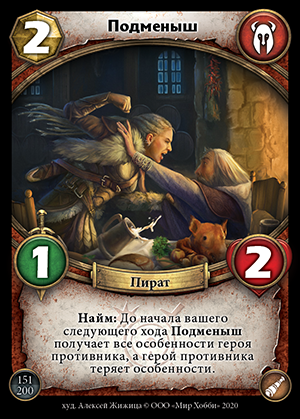 2
Подменыш
1
2
Пират
Найм: До начала вашего
следующего хода Подменыш
получает все особенности героя
противника, а герой противника
теряет особенности.
151
200
худ. Алексей Жижица © ООО «Мир Хобби» 2020